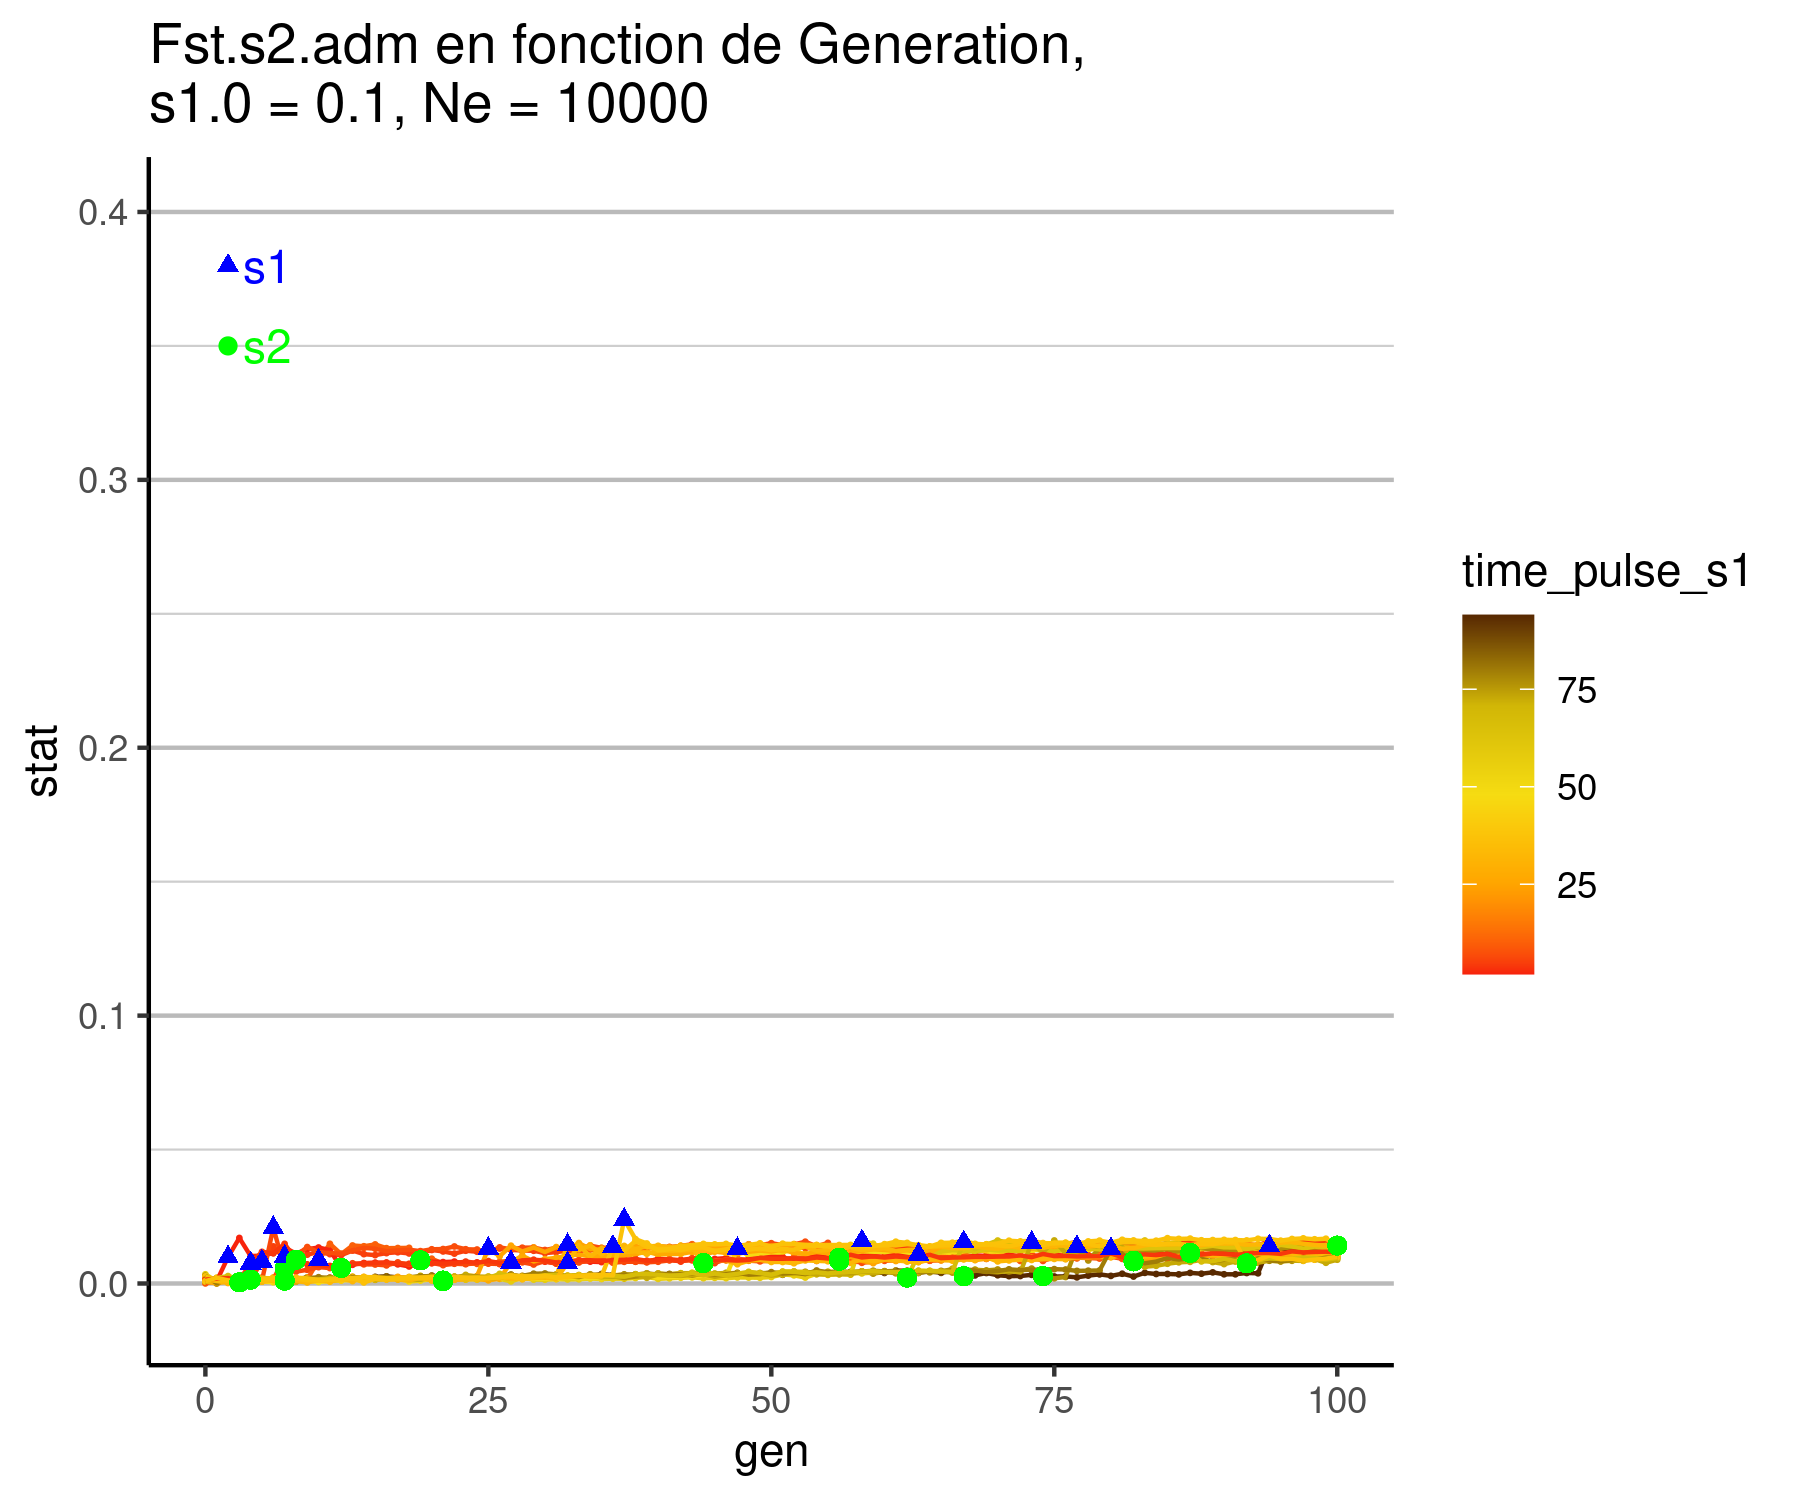 Fst.s2.adm en fonction de Generation,
s1.0 = 0.1, Ne = 10000
0.4
s1
s2
0.3
time_pulse_s1
75
stat
0.2
50
25
0.1
0.0
0 25 50 75 100
gen